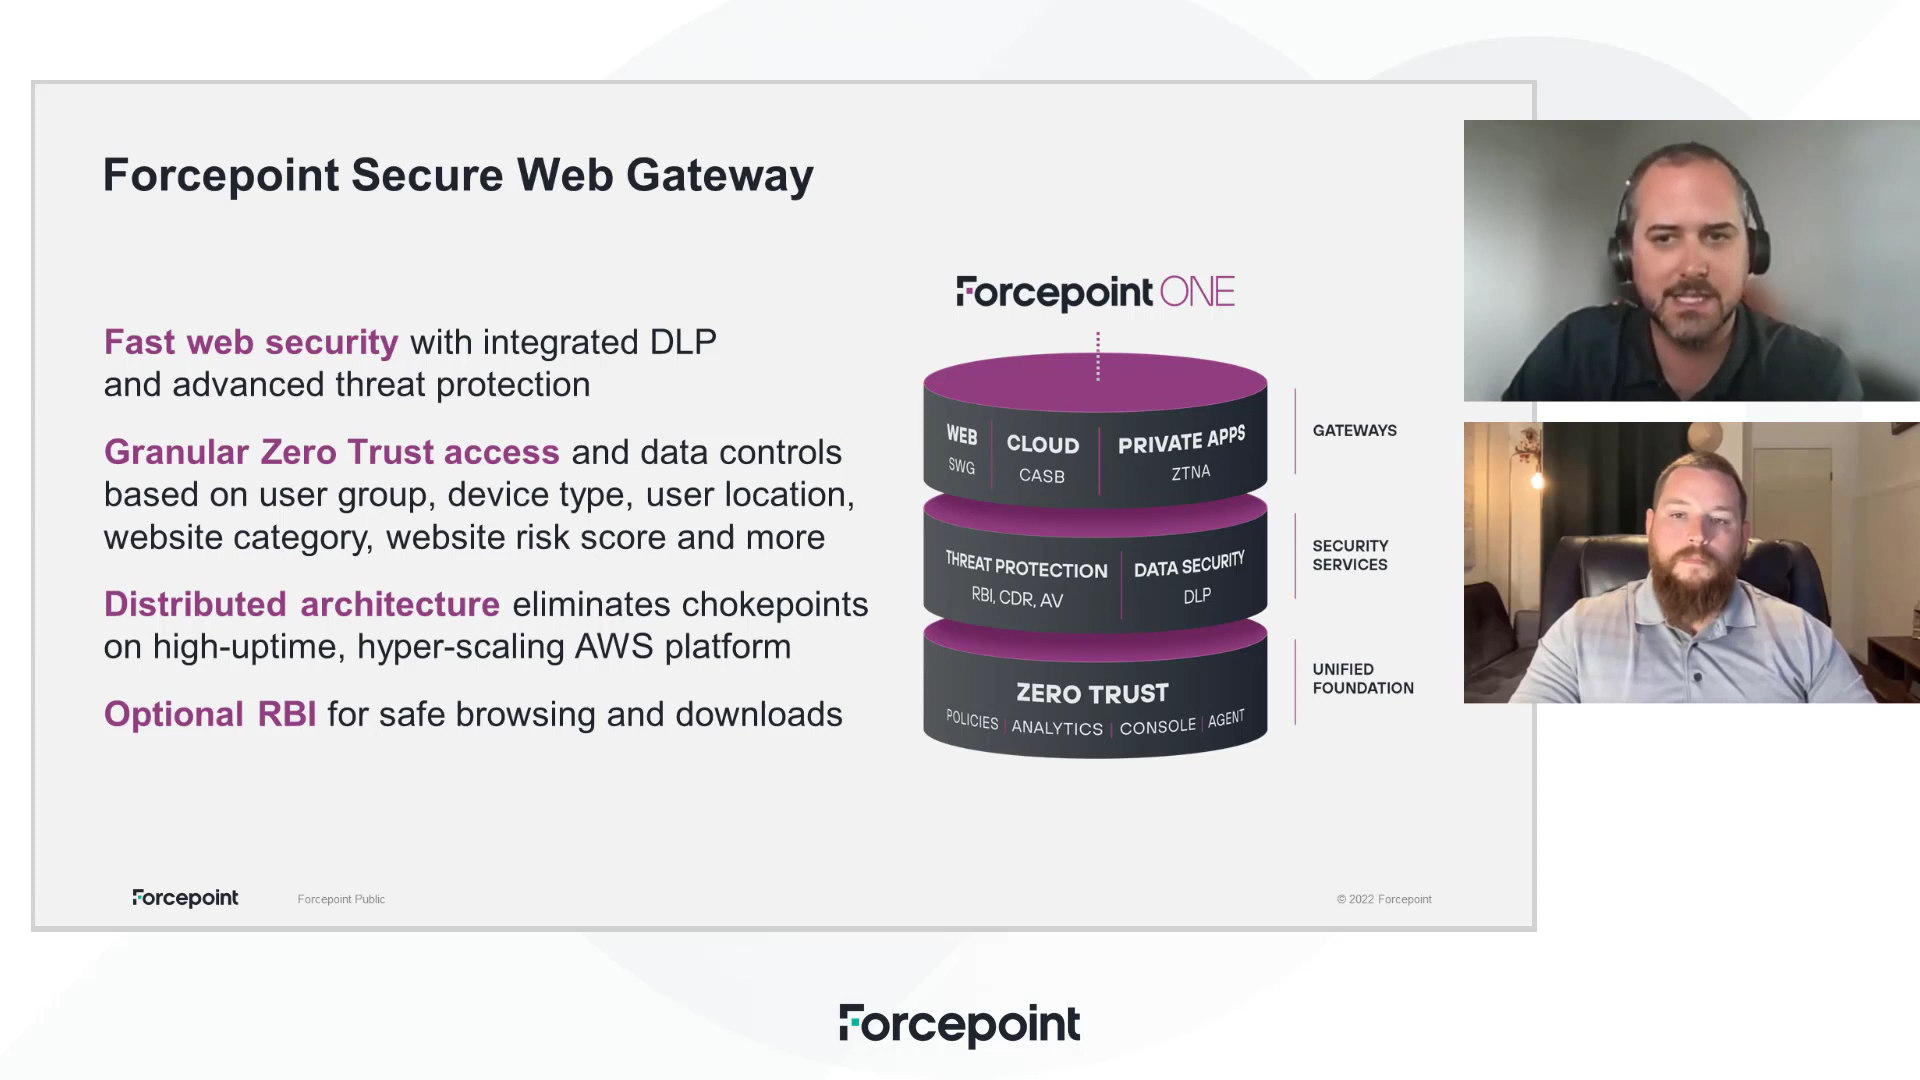 Forcepoint Secure Web Gateway
Fast web security with integrated DLP
and advanced threat protection
Granular Zero Trust access and data controls
based on user group, device type, user location,
website category, website risk score and more
Distributed architecture eliminates chokepoints
on high-uptime, hyper-scaling AWS platform
Optional RBI for safe browsing and downloads
Forcepoint ONE
WEB
SWG
CLOUD
CASB
PRIVATE APPS
ZTNA
GATEWAYS
THREAT PROTECTION
RBI, CDR, AV
DATA SECURITY
DLP
SECURITY
SERVICES
ZERO TRUST
POLICIES | ANALYTICS | CONSOLE | AGENT
UNIFIED
FOUNDATION
Forcepoint
Forcepoint Public
© 2022 Forcepoint
Forcepoint